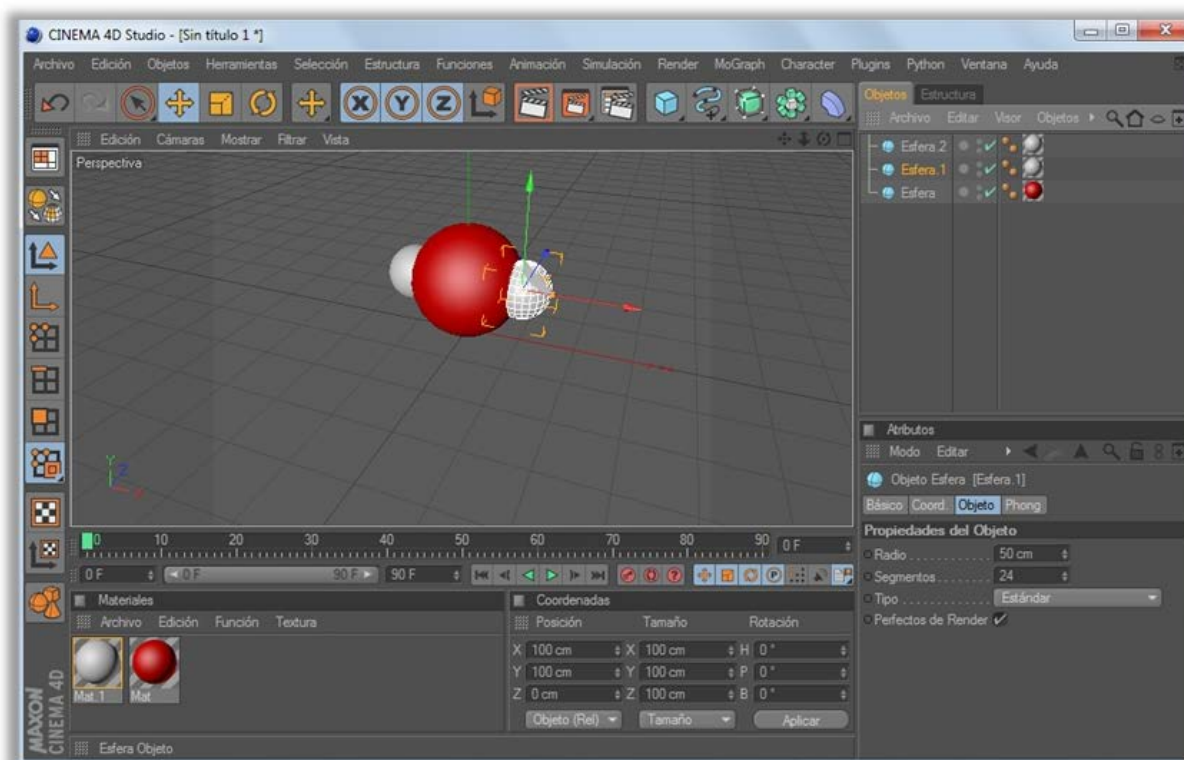 CINEMA 4D Studio - [Sin título 1 *]
Archivo Edición Objetos Herramientas Selección Estructura Funciones Animación Simulación Render MoGraph Character Plugins Python Ventana Ayuda
X Y Z
Objetos Estructura
Archivo Editar Visor Objetos
Esfera.2
Esfera.1
Esfera
Edición Cámaras Mostrar Filtrar Vista
Perspectiva
Y Z X
0 10 20 30 40 50 60 70 80 90 0 F
0 F 0 F 90 F 90 F
Atributos
Modo Editar
Objeto Esfera [Esfera.1]
Básico Coord. Objeto Phong
Propiedades del Objeto
Radio 50 cm
Segmentos 24
Tipo Estándar
Perfectos de Render
Materiales
Archivo Edición Función Textura
Mat.1 Mat
Coordenadas
Posición Tamaño Rotación
X 100 cm X 100 cm H 0 °
Y 100 cm Y 100 cm P 0 °
Z 0 cm Z 100 cm B 0 °
Objeto (Rel) Tamaño Aplicar
MAXON
CINEMA 4D
Esfera Objeto